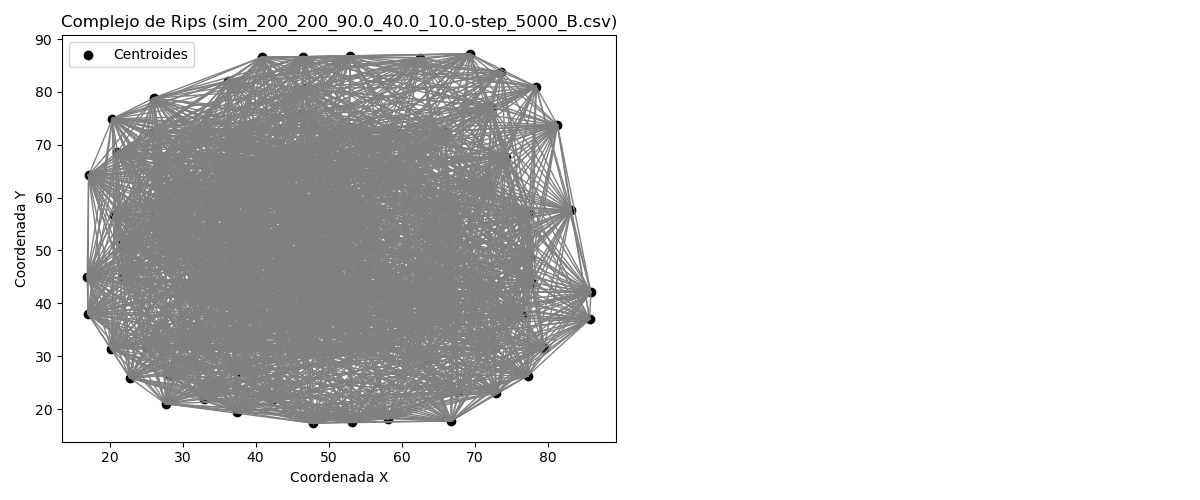 Complejo de Rips (sim_200_200_90.0_40.0_10.0-step_5000_B.csv)
Centroides
90
80
70
60
50
40
30
20
Coordenada Y
20 30 40 50 60 70 80
Coordenada X